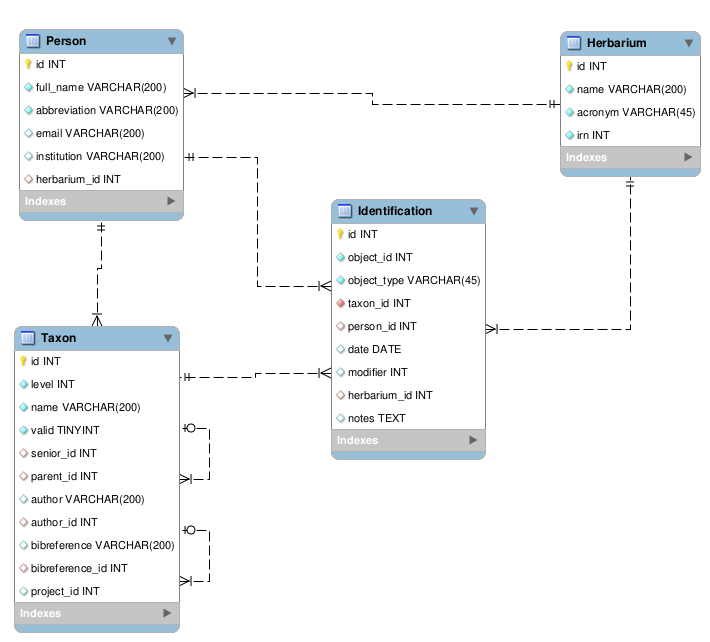 Person
id INT
full_name VARCHAR(200)
abbreviation VARCHAR(200)
email VARCHAR(200)
institution VARCHAR(200)
herbarium_id INT
Indexes
Herbarium
id INT
name VARCHAR(200)
acronym VARCHAR(45)
irn INT
Indexes
Identification
id INT
object_id INT
object_type VARCHAR(45)
taxon_id INT
person_id INT
date DATE
modifier INT
herbarium_id INT
notes TEXT
Indexes
Taxon
id INT
level INT
name VARCHAR(200)
valid TINYINT
senior_id INT
parent_id INT
author VARCHAR(200)
author_id INT
bibreference VARCHAR(200)
bibreference_id INT
project_id INT
Indexes